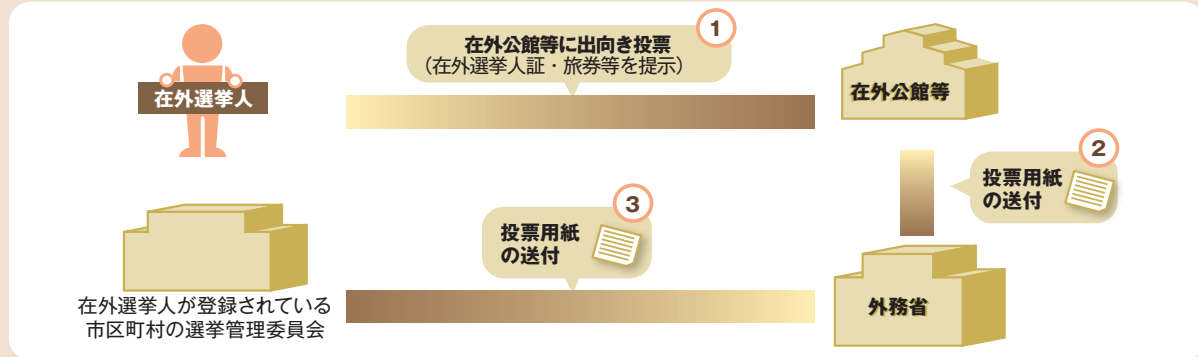 在外選挙人
1
在外公館等に出向き投票
(在外選挙人証・旅券等を提示)
在外公館等
2
投票用紙
の送付
外務省
3
投票用紙
の送付
在外選挙人が登録されている
市区町村の選挙管理委員会